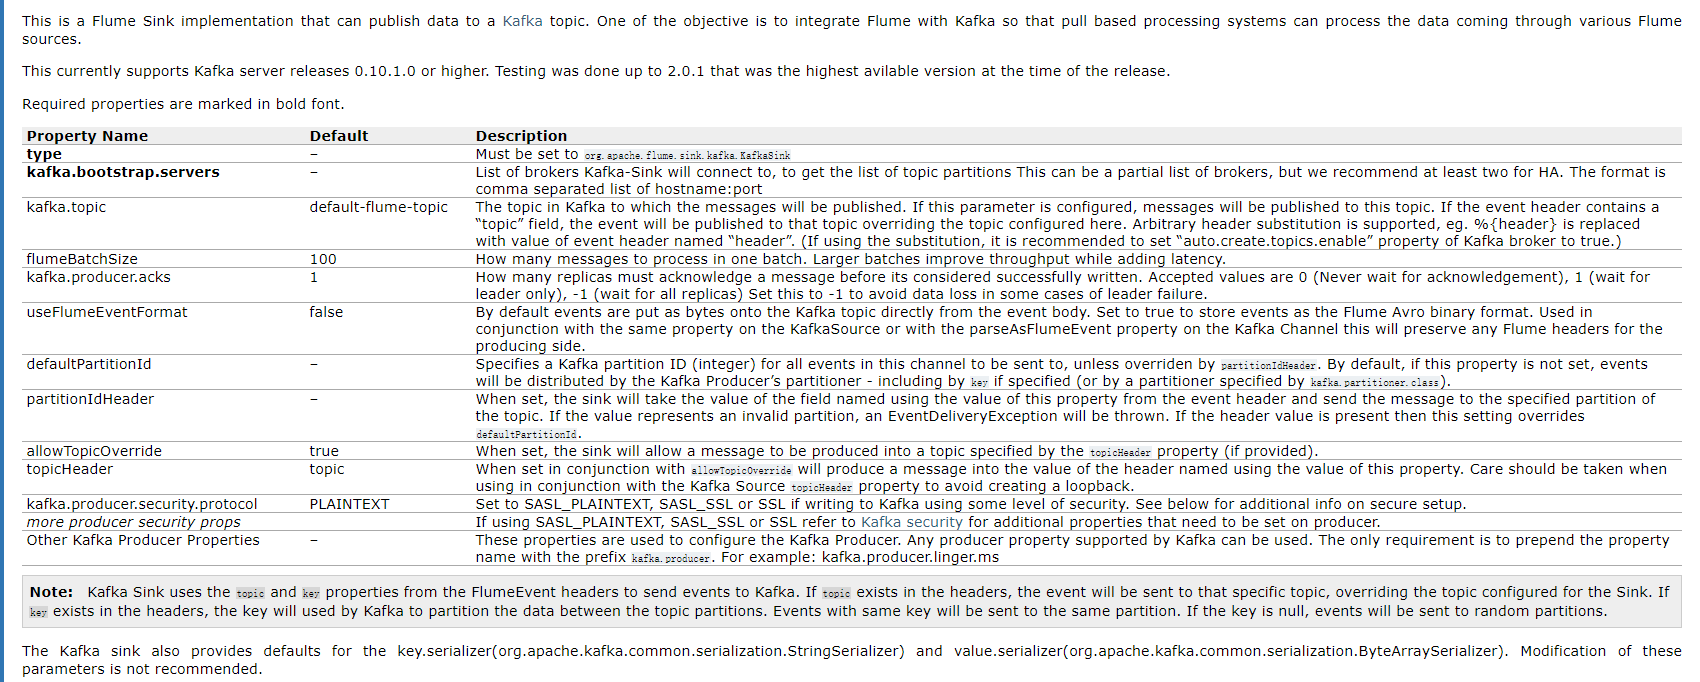 This is a Flume Sink implementation that can publish data to a Kafka topic. One of the objective is to integrate Flume with Kafka so that pull based processing systems can process the data coming through various Flume
sources.
This currently supports Kafka server releases 0.10.1.0 or higher. Testing was done up to 2.0.1 that was the highest avilable version at the time of the release.
Required properties are marked in bold font.
Property Name Default Description
type – Must be set to org.apache.flume.sink.kafka.KafkaSink
kafka.bootstrap.servers – List of brokers Kafka-Sink will connect to, to get the list of topic partitions This can be a partial list of brokers, but we recommend at least two for HA. The format is
comma separated list of hostname:port
kafka.topic default-flume-topic The topic in Kafka to which the messages will be published. If this parameter is configured, messages will be published to this topic. If the event header contains a
“topic” field, the event will be published to that topic overriding the topic configured here. Arbitrary header substitution is supported, eg. %{header} is replaced
with value of event header named “header”. (If using the substitution, it is recommended to set “auto.create.topics.enable” property of Kafka broker to true.)
flumeBatchSize 100 How many messages to process in one batch. Larger batches improve throughput while adding latency.
kafka.producer.acks 1 How many replicas must acknowledge a message before its considered successfully written. Accepted values are 0 (Never wait for acknowledgement), 1 (wait for
leader only), -1 (wait for all replicas) Set this to -1 to avoid data loss in some cases of leader failure.
useFlumeEventFormat false By default events are put as bytes onto the Kafka topic directly from the event body. Set to true to store events as the Flume Avro binary format. Used in
conjunction with the same property on the KafkaSource or with the parseAsFlumeEvent property on the Kafka Channel this will preserve any Flume headers for the
producing side.
defaultPartitionId – Specifies a Kafka partition ID (integer) for all events in this channel to be sent to, unless overriden by partitionIdHeader. By default, if this property is not set, events
will be distributed by the Kafka Producer’s partitioner - including by key if specified (or by a partitioner specified by kafka.partitioner.class).
partitionIdHeader – When set, the sink will take the value of the field named using the value of this property from the event header and send the message to the specified partition of
the topic. If the value represents an invalid partition, an EventDeliveryException will be thrown. If the header value is present then this setting overrides
defaultPartitionId.
allowTopicOverride true When set, the sink will allow a message to be produced into a topic specified by the topicHeader property (if provided).
topicHeader topic When set in conjunction with allowTopicOverride will produce a message into the value of the header named using the value of this property. Care should be taken when
using in conjunction with the Kafka Source topicHeader property to avoid creating a loopback.
kafka.producer.security.protocol PLAINTEXT Set to SASL_PLAINTEXT, SASL_SSL or SSL if writing to Kafka using some level of security. See below for additional info on secure setup.
more producer security props If using SASL_PLAINTEXT, SASL_SSL or SSL refer to Kafka security for additional properties that need to be set on producer.
Other Kafka Producer Properties – These properties are used to configure the Kafka Producer. Any producer property supported by Kafka can be used. The only requirement is to prepend the property
name with the prefix kafka.producer. For example: kafka.producer.linger.ms
Note: Kafka Sink uses the topic and key properties from the FlumeEvent headers to send events to Kafka. If topic exists in the headers, the event will be sent to that specific topic, overriding the topic configured for the Sink. If
key exists in the headers, the key will used by Kafka to partition the data between the topic partitions. Events with same key will be sent to the same partition. If the key is null, events will be sent to random partitions.
The Kafka sink also provides defaults for the key.serializer(org.apache.kafka.common.serialization.StringSerializer) and value.serializer(org.apache.kafka.common.serialization.ByteArraySerializer). Modification of these
parameters is not recommended.